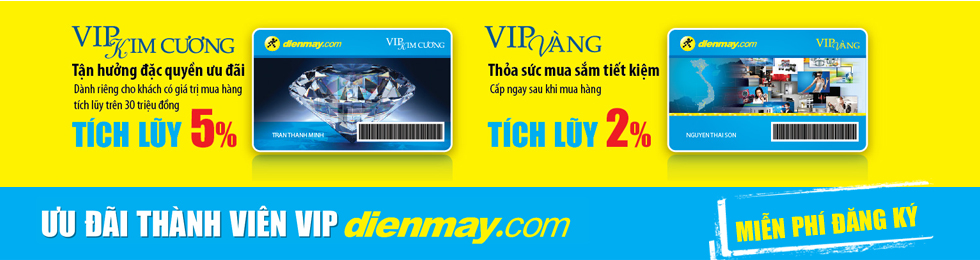 VIP KIM CƯƠNG
Tận hưởng đặc quyền ưu đãi
Dành riêng cho khách có giá trị mua hàng
tích lũy trên 30 triệu đồng
TÍCH LŨY 5%
dienmay.com
VIP KIM CƯƠNG
TRAN THANH MINH
VIP VÀNG
Thỏa sức mua sắm tiết kiệm
Cấp ngay sau khi mua hàng
TÍCH LŨY 2%
dienmay.com
VIP VÀNG
NGUYEN THAI SON
ƯU ĐÃI THÀNH VIÊN VIP dienmay.com
MIỄN PHÍ ĐĂNG KÝ